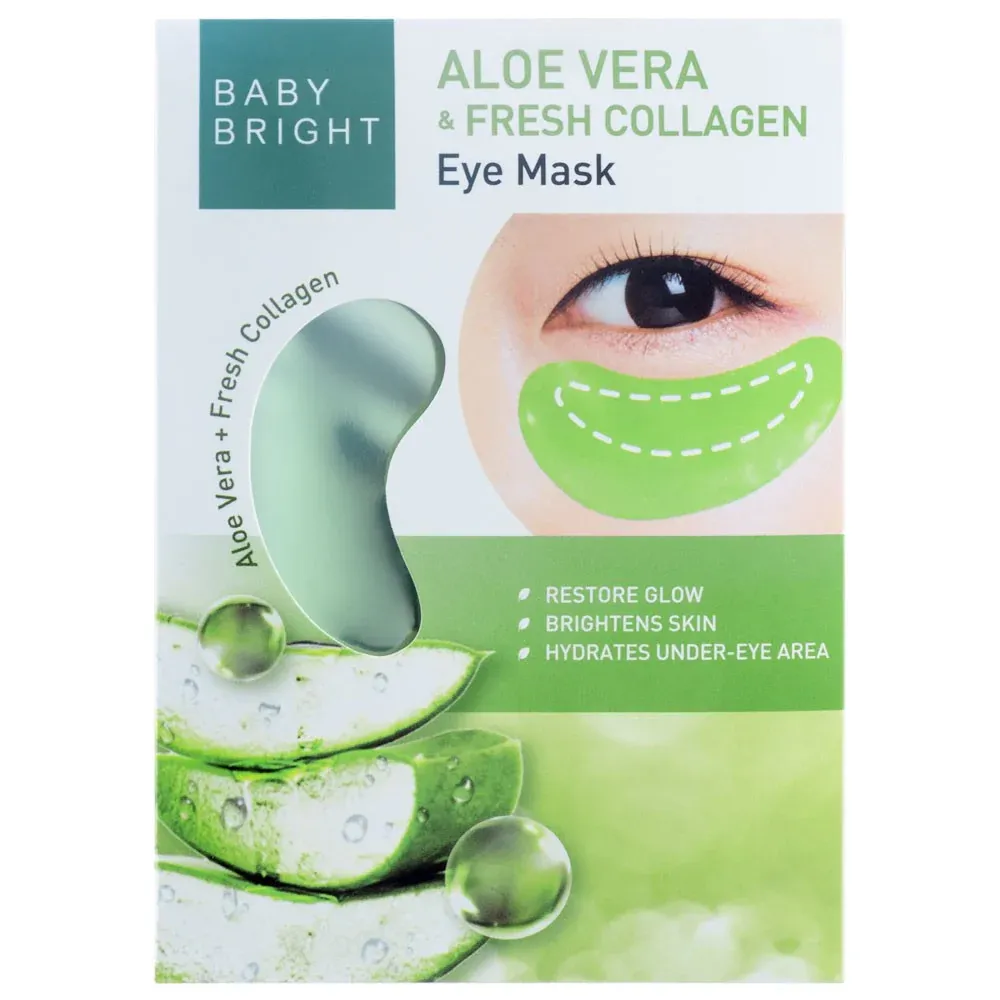 BABY
BRIGHT
ALOE VERA
& FRESH COLLAGEN
Eye Mask
Aloe Vera + Fresh Collagen
RESTORE GLOW
BRIGHTENS SKIN
HYDRATES UNDER-EYE AREA